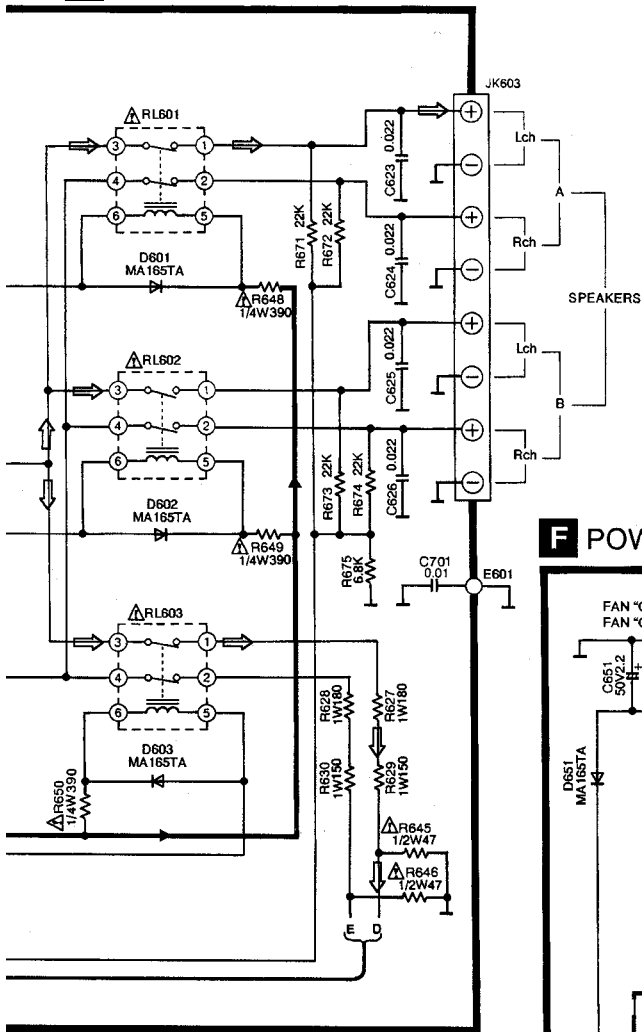 JK603
RL601
3
1
4
2
6
5
D601
MA165TA
R648
1/4W390
R671 22K
R672 22K
C623 0.022
C624 0.022
+
Lch
−
A
+
Rch
−
SPEAKERS
RL602
3
1
4
2
6
5
D602
MA165TA
R649
1/4W390
R673 22K
R674 22K
C625 0.022
C626 0.022
+
Lch
−
B
+
Rch
−
R675
6.8K
C701
0.01
E601
F POW
RL603
3
1
4
2
6
5
D603
MA165TA
R650
1/4W390
R628
1W180
R627
1W180
R630
1W150
R629
1W150
R645
1/2W47
R646
1/2W47
E D
FAN "
FAN "
C651
50V2.2
+
D651
MA165TA